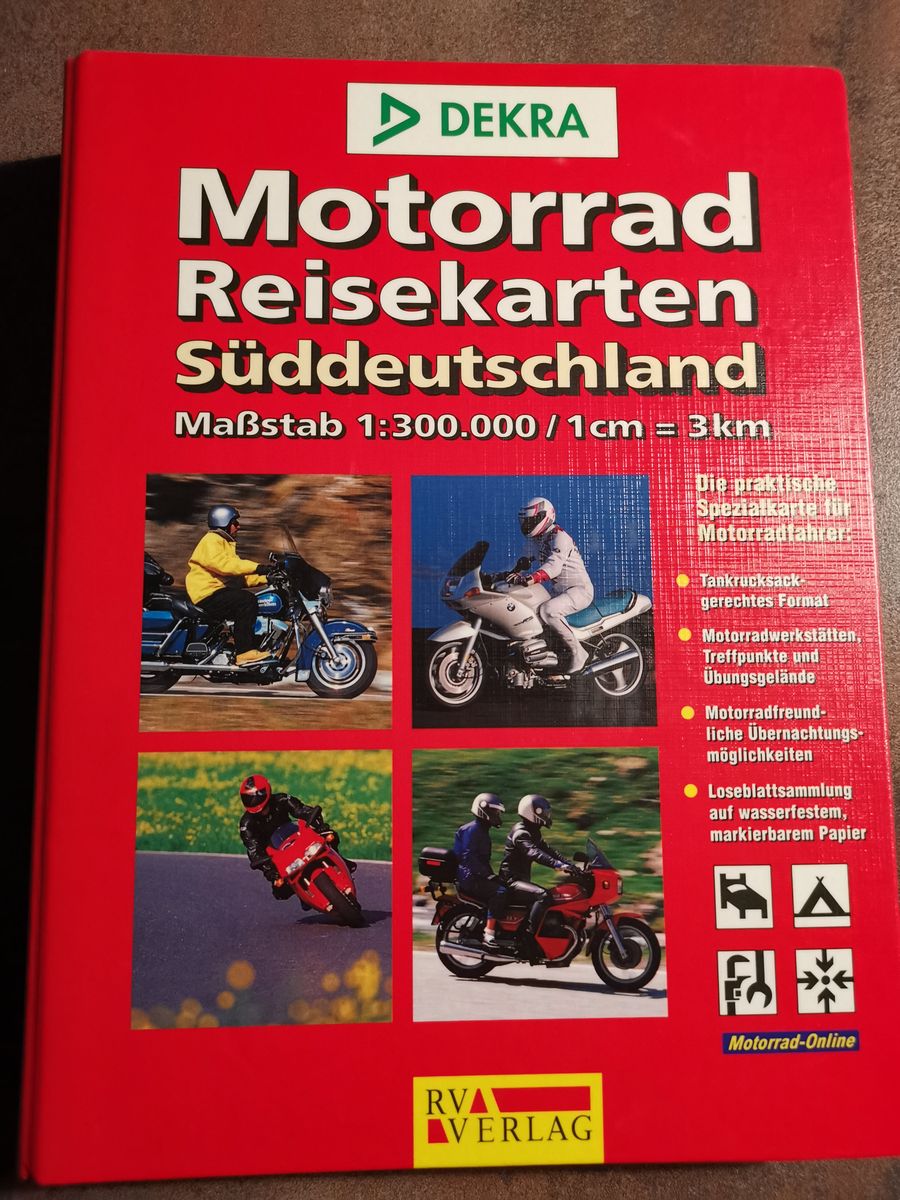 DEKRA
Motorrad
Reisekarten
Süddeutschland
Maßstab 1:300.000 / 1cm = 3km
Die praktische
Spezialkarte für
Motorradfahrer:
Tankrucksack-
gerechtes Format
Motorradwerkstätten,
Treffpunkte und
Übungsgelände
Motorradfreund-
liche Übernachtungs-
möglichkeiten
Loseblattsammlung
auf wasserfestem,
markierbarem Papier
Motorrad-Online
RV
VERLAG